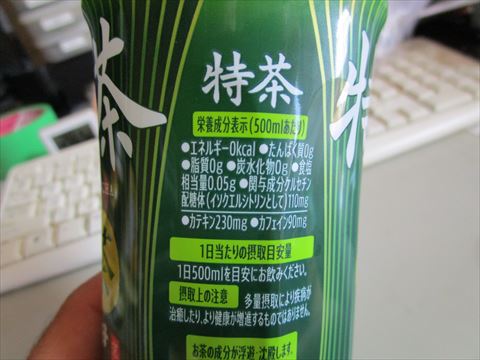 特茶
茶
特
栄養成分表示(500mlあたり)
●エネルギー0kcal ●たんぱく質0g
●脂質0g ●炭水化物0g ●食塩
相当量0.05g ●関与成分ケルセチン
配糖体(イソクエルシトリンとして)110mg
●カテキン230mg ●カフェイン90mg
1日当たりの摂取目安量
1日500mlを目安にお飲みください。
摂取上の注意 多量摂取により疾病が
治癒したり、より健康が増進するものではありません。
お茶の成分が浮遊・沈殿します。